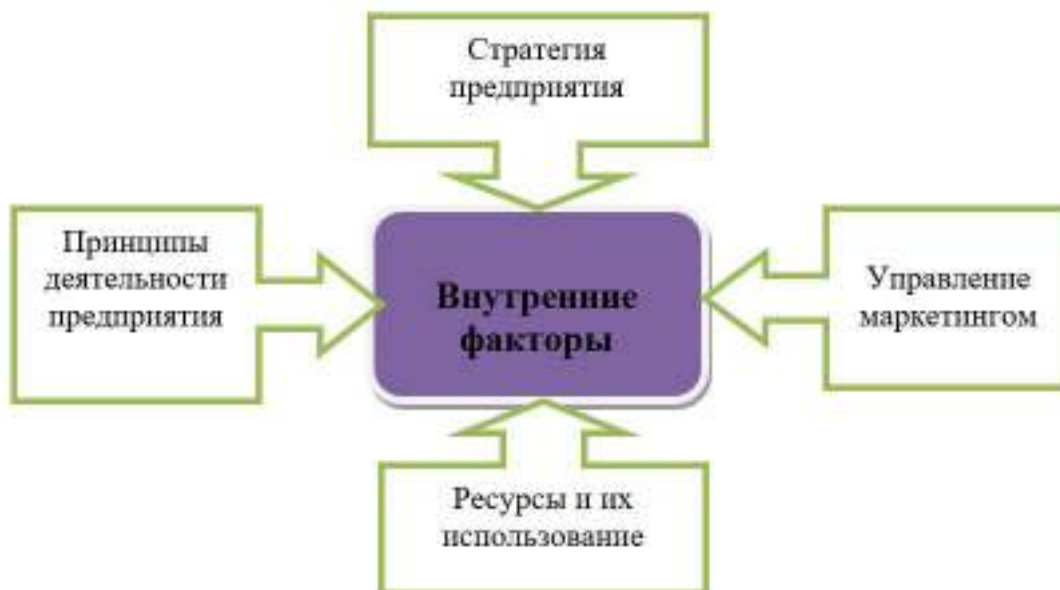 Стратегия
предприятия
Принципы
деятельности
предприятия
Внутренние
факторы
Управление
маркетингом
Ресурсы и их
использование